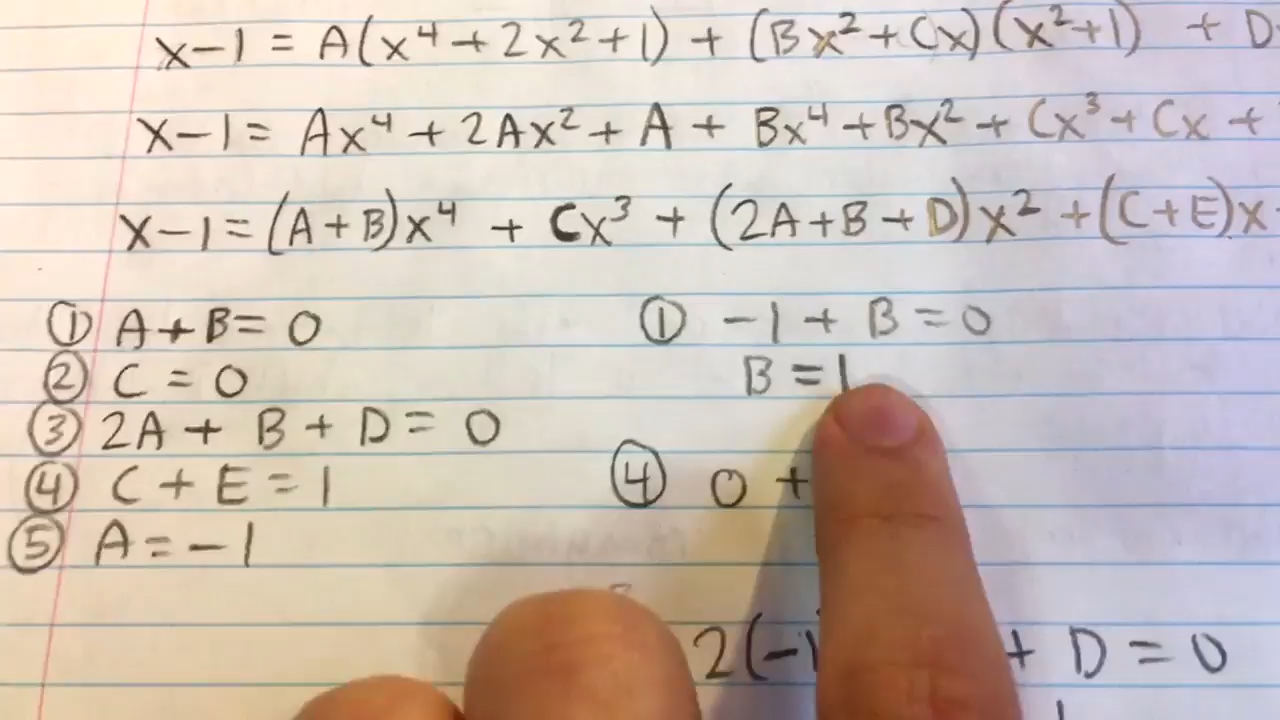 x-1 = A(x⁴+2x²+1) + (Bx²+Cx)(x²+1) + D
x-1 = Ax⁴ + 2Ax² + A + Bx⁴ + Bx² + Cx³ + Cx +
x-1 = (A+B)x⁴ + Cx³ + (2A+B+D)x² + (C+E)x
① A + B = 0
② C = 0
③ 2A + B + D = 0
④ C + E = 1
⑤ A = -1
① -1 + B = 0
B = 1
④ 0 +
2(-1 + D = 0